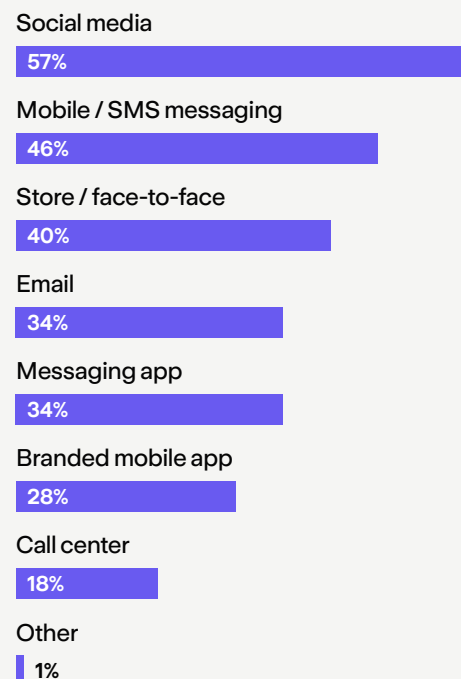 Social media
57%
Mobile / SMS messaging
46%
Store / face-to-face
40%
Email
34%
Messaging app
34%
Branded mobile app
28%
Call center
18%
Other
1%